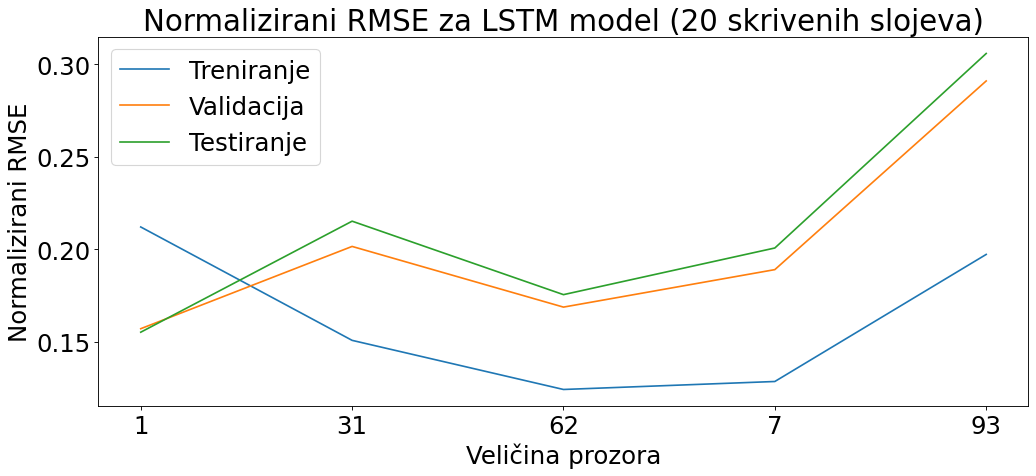 Normalizirani RMSE za LSTM model (20 skrivenih slojeva)
Treniranje
Validacija
Testiranje
Normalizirani RMSE
0.30
0.25
0.20
0.15
1 31 62 7 93
Veličina prozora